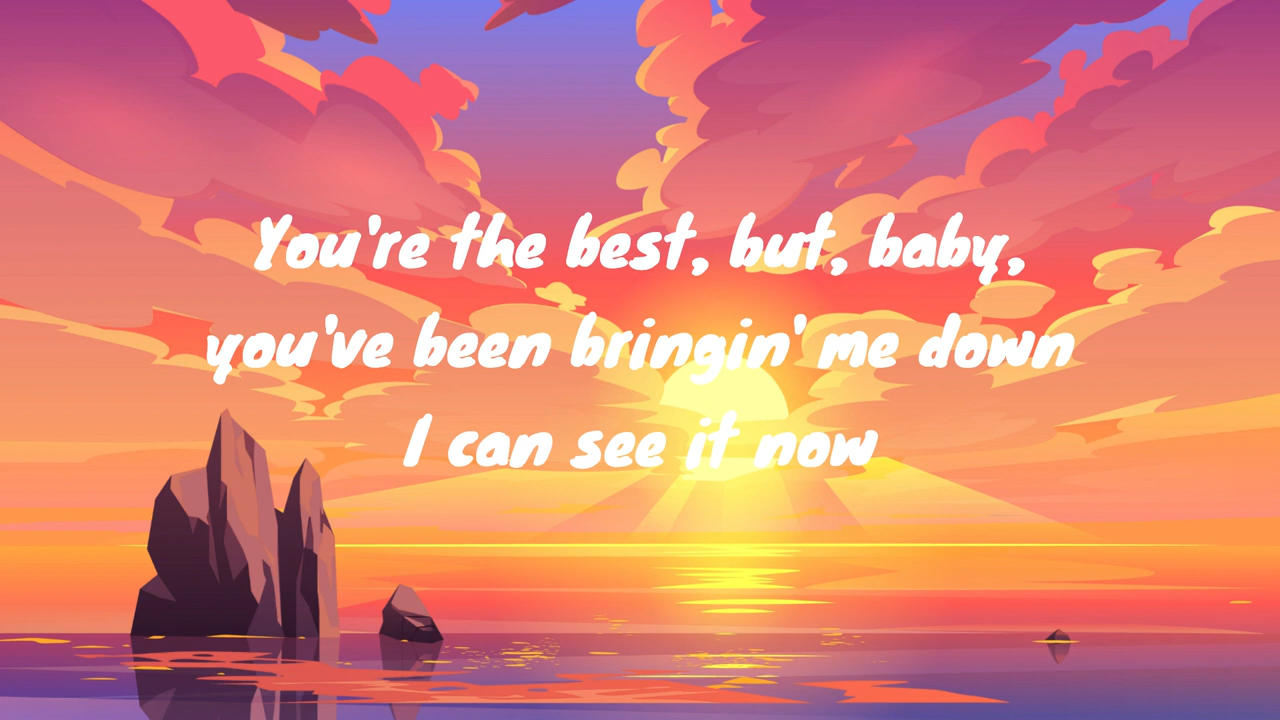 You're the best, but, baby,
you've been bringin' me down
I can see it now